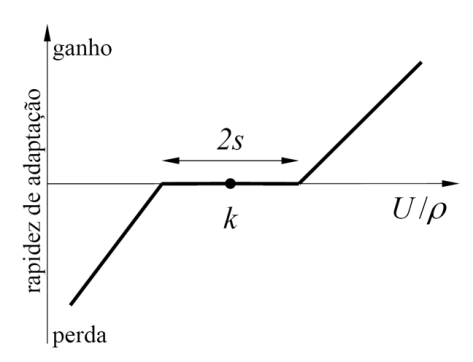 ganho
rapidez de adaptação
2s
k
U/ρ
perda